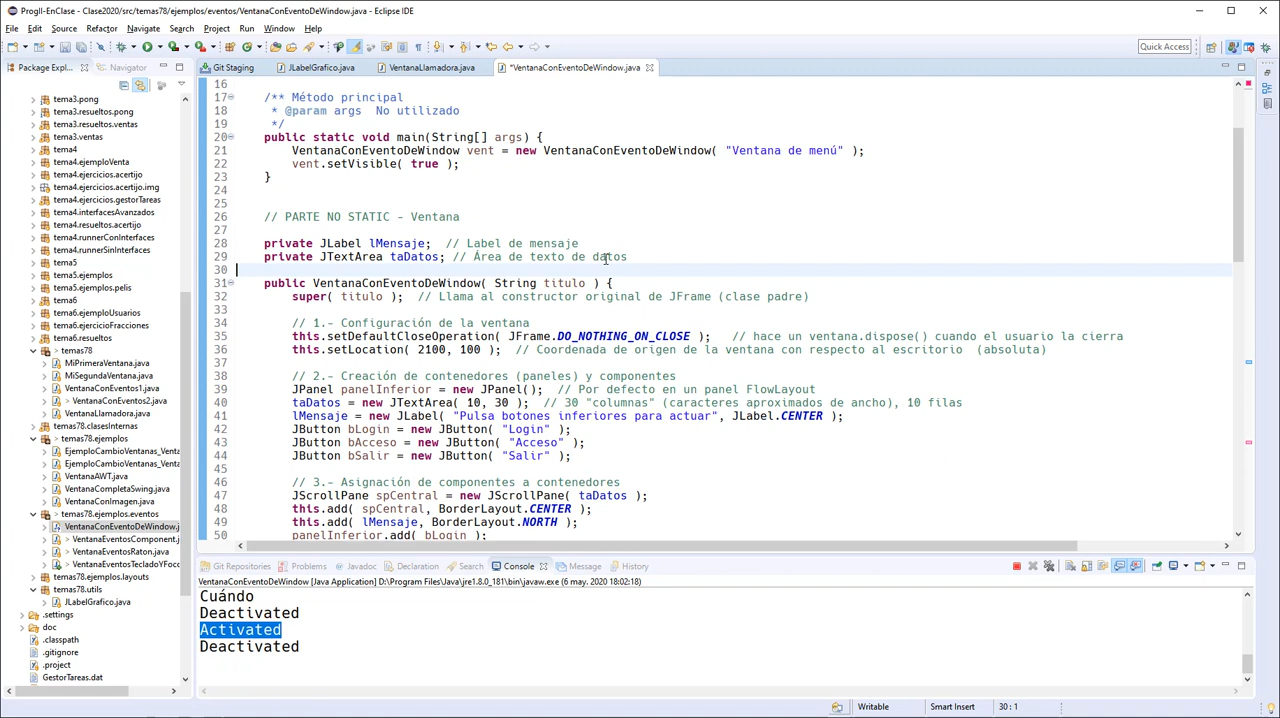 ProgII-EnClase - Clase2020/src/temas78/ejemplos/eventos/VentanaConEventoDeWindow.java - Eclipse IDE
File Edit Source Refactor Navigate Search Project Run Window Help
Quick Access
Package Expl...
Navigator
Git Staging
JLabelGrafico.java
VentanaLlamadora.java
*VentanaConEventoDeWindow.java
tema3.pong
tema3.resueltos.pong
tema3.resueltos.ventas
tema3.ventas
tema4
tema4.ejemploVenta
tema4.ejercicios.acertijo
tema4.ejercicios.acertijo.img
tema4.ejercicios.gestorTareas
tema4.interfacesAvanzados
tema4.resueltos.acertijo
tema4.runnerConInterfaces
tema4.runnerSinInterfaces
tema5
tema5.ejemplos
tema5.ejemplos.pelis
tema6
tema6.ejemploUsuarios
tema6.ejercicioFracciones
tema6.resueltos
> temas78
MiPrimeraVentana.java
MiSegundaVentana.java
VentanaConEventos1.java
> VentanaConEventos2.java
VentanaLlamadora.java
temas78.clasesInternas
> temas78.ejemplos
EjemploCambioVentanas_Venta
EjemploCambioVentanas_Venta
VentanaAWT.java
VentanaCompletaSwing.java
VentanaConImagen.java
> temas78.ejemplos.eventos
VentanaConEventoDeWindow.j
> VentanaEventosComponent.j
> VentanaEventosRaton.java
> VentanaEventosTecladoYFoco
temas78.ejemplos.layouts
temas78.utils
JLabelGrafico.java
.settings
doc
.classpath
.gitignore
.project
GestorTareas.dat
16
17 /** Método principal
18 * @param args No utilizado
19 */
20 public static void main(String[] args) {
21 VentanaConEventoDeWindow vent = new VentanaConEventoDeWindow( "Ventana de menú" );
22 vent.setVisible( true );
23 }
24
25
26 // PARTE NO STATIC - Ventana
27
28 private JLabel lMensaje; // Label de mensaje
29 private JTextArea taDatos; // Área de texto de datos
30
31 public VentanaConEventoDeWindow( String titulo ) {
32 super( titulo ); // Llama al constructor original de JFrame (clase padre)
33
34 // 1.- Configuración de la ventana
35 this.setDefaultCloseOperation( JFrame.DO_NOTHING_ON_CLOSE ); // hace un ventana.dispose() cuando el usuario la cierra
36 this.setLocation( 2100, 100 ); // Coordenada de origen de la ventana con respecto al escritorio (absoluta)
37
38 // 2.- Creación de contenedores (paneles) y componentes
39 JPanel panelInferior = new JPanel(); // Por defecto en un panel FlowLayout
40 taDatos = new JTextArea( 10, 30 ); // 30 "columnas" (caracteres aproximados de ancho), 10 filas
41 lMensaje = new JLabel( "Pulsa botones inferiores para actuar", JLabel.CENTER );
42 JButton bLogin = new JButton( "Login" );
43 JButton bAcceso = new JButton( "Acceso" );
44 JButton bSalir = new JButton( "Salir" );
45
46 // 3.- Asignación de componentes a contenedores
47 JScrollPane spCentral = new JScrollPane( taDatos );
48 this.add( spCentral, BorderLayout.CENTER );
49 this.add( lMensaje, BorderLayout.NORTH );
50 panelInferior.add( bLogin );
Git Repositories Problems Javadoc Declaration Search Console Message History
VentanaConEventoDeWindow [Java Application] D:\Program Files\Java\jre1.8.0_181\bin\javaw.exe (6 may. 2020 18:02:18)
Cuándo
Deactivated
Activated
Deactivated
Writable
Smart Insert
30 : 1